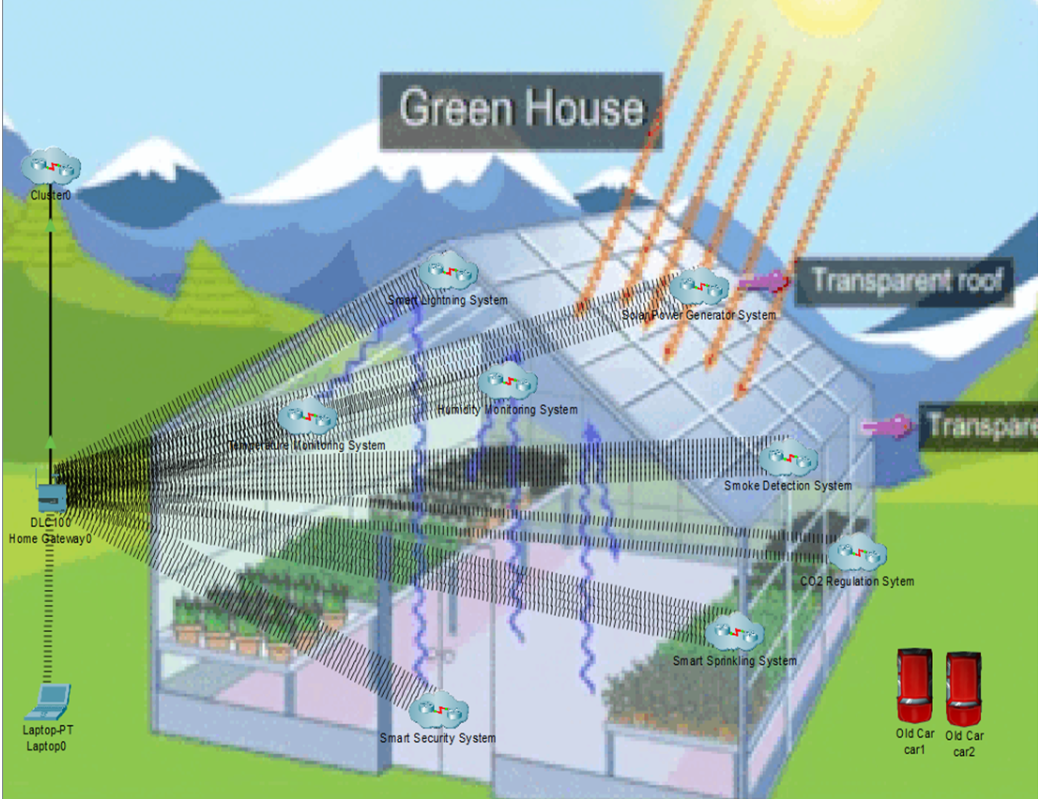 Green House
Cluster0
Transparent roof
Smart Lightning System
Solar Power Generator System
Humidity Monitoring System
Temperature Monitoring System
Transpare
Smoke Detection System
DLC100
Home Gateway0
CO2 Regulation Sytem
Smart Sprinkling System
Laptop-PT
Laptop0
Smart Security System
Old Car
car1
Old Car
car2